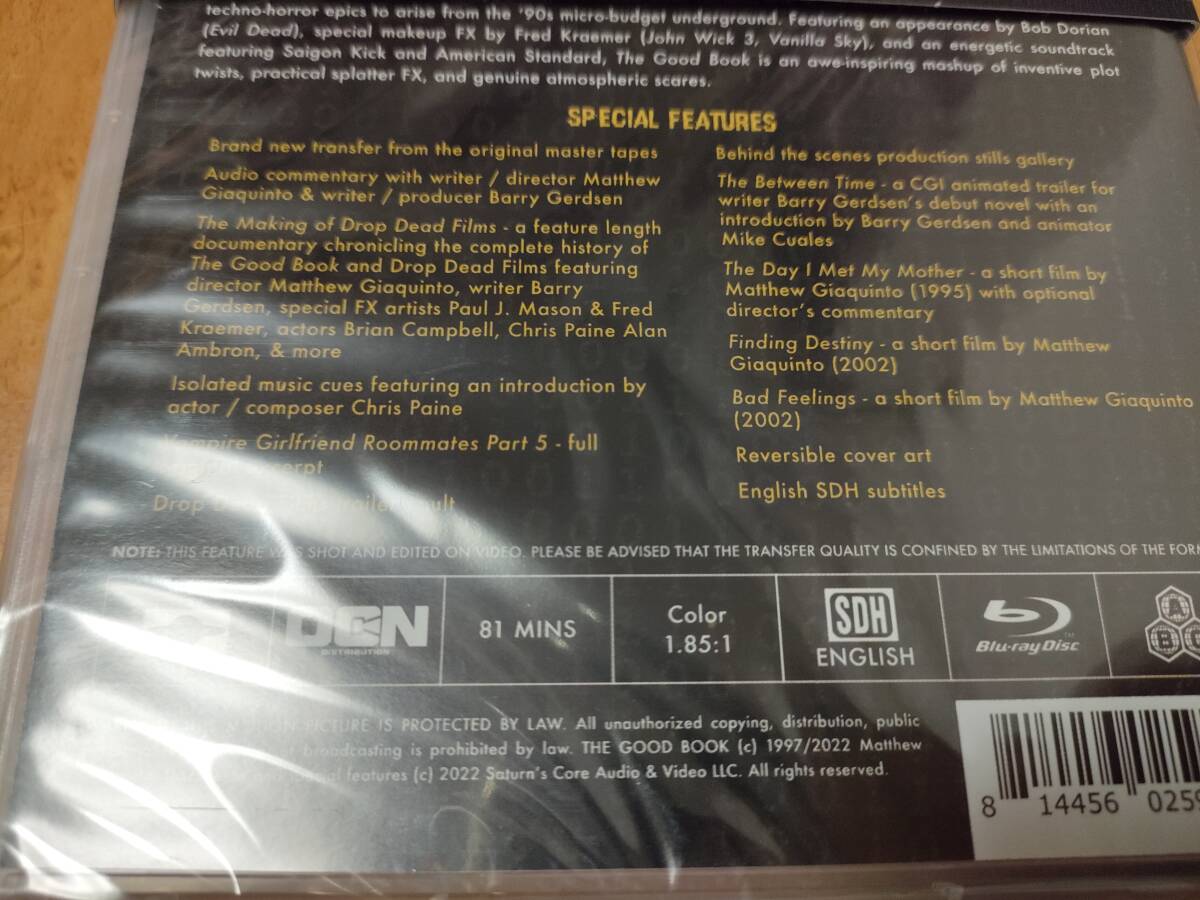 techno-horror epics to arise from the '90s micro-budget underground. Featuring an appearance by Bob Dorian
(Evil Dead), special makeup FX by Fred Kraemer (John Wick 3, Vanilla Sky), and an energetic soundtrack
featuring Saigon Kick and American Standard, The Good Book is an awe-inspiring mashup of inventive plot
twists, practical splatter FX, and genuine atmospheric scares.
SPECIAL FEATURES
Brand new transfer from the original master tapes
Audio commentary with writer / director Matthew
Giaquinto & writer / producer Barry Gerdsen
The Making of Drop Dead Films - a feature length
documentary chronicling the complete history of
The Good Book and Drop Dead Films featuring
director Matthew Giaquinto, writer Barry
Gerdsen, special FX artists Paul J. Mason & Fred
Kraemer, actors Brian Campbell, Chris Paine Alan
Ambron, & more
Isolated music cues featuring an introduction by
actor / composer Chris Paine
Vampire Girlfriend Roommates Part 5 - full
Drop
Behind the scenes production stills gallery
The Between Time - a CGI animated trailer for
writer Barry Gerdsen's debut novel with an
introduction by Barry Gerdsen and animator
Mike Cuales
The Day I Met My Mother - a short film by
Matthew Giaquinto (1995) with optional
director's commentary
Finding Destiny - a short film by Matthew
Giaquinto (2002)
Bad Feelings - a short film by Matthew Giaquinto
(2002)
Reversible cover art
English SDH subtitles
NOTE: THIS FEATURE WAS SHOT AND EDITED ON VIDEO. PLEASE BE ADVISED THAT THE TRANSFER QUALITY IS CONFINED BY THE LIMITATIONS OF THE FORM
DISTRIBUTION
81 MINS
Color
1.85:1
SDH
ENGLISH
Blu-ray Disc
PICTURE IS PROTECTED BY LAW. All unauthorized copying, distribution, public
broadcasting is prohibited by law. THE GOOD BOOK (c) 1997/2022 Matthew
special features (c) 2022 Saturn's Core Audio & Video LLC. All rights reserved.
8 14456 0259